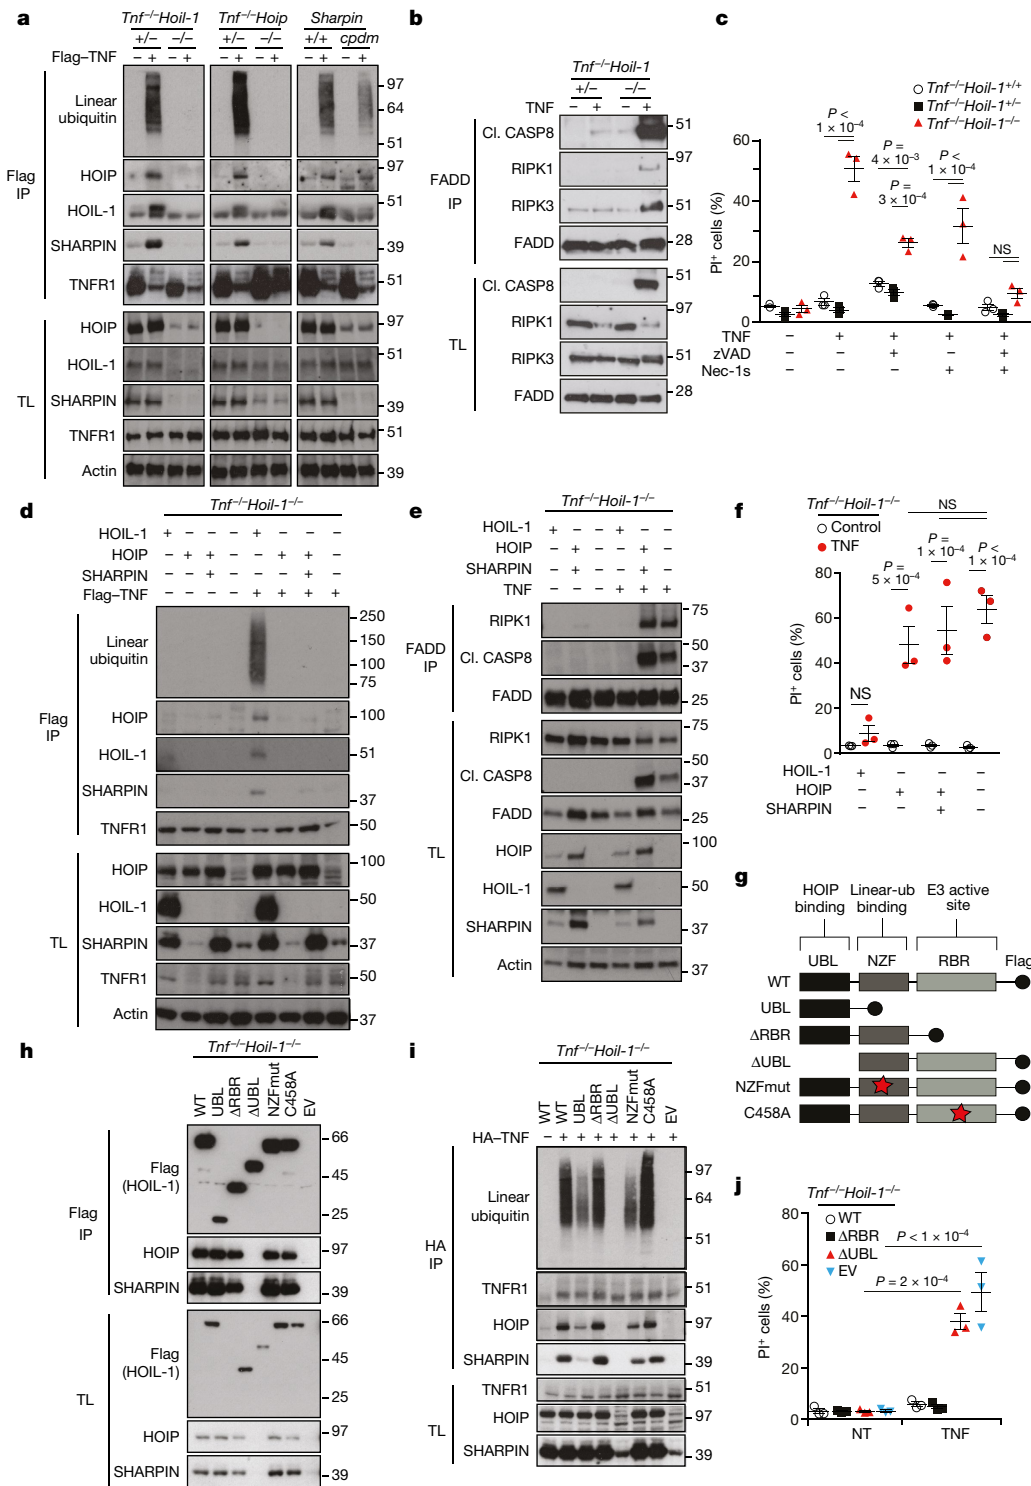 a
Tnf−/−Hoil-1 Tnf−/−Hoip Sharpin
+/− −/− +/− −/− +/+ cpdm
Flag–TNF − + − + − + − + − + − +
Flag IP
Linear ubiquitin 97 64 51
HOIP 97
HOIL-1 51
SHARPIN 39
TNFR1 51
TL
HOIP 97
HOIL-1 51
SHARPIN 39
TNFR1 51
Actin 39
b
Tnf−/−Hoil-1
+/− −/−
TNF − + − +
FADD IP
Cl. CASP8 51
RIPK1 97
RIPK3 51
FADD 28
TL
Cl. CASP8 51
RIPK1 97
RIPK3 51
FADD 28
c
Tnf−/−Hoil-1+/+
Tnf−/−Hoil-1+/−
Tnf−/−Hoil-1−/−
PI+ cells (%)
60 40 20 0
P < 1 × 10−4
P = 4 × 10−3
P = 3 × 10−4
P < 1 × 10−4
NS
TNF − + + + +
zVAD − − + − +
Nec-1s − − − + +
d
Tnf−/−Hoil-1−/−
HOIL-1 + − − − + − − −
HOIP − + + − − + + −
SHARPIN − − + − − − + −
Flag–TNF − − − − + + + +
Flag IP
Linear ubiquitin 250 150 100 75
HOIP 100
HOIL-1 51
SHARPIN 37
TNFR1 50
TL
HOIP 100
HOIL-1 50
SHARPIN 37
TNFR1 50
Actin 37
e
Tnf−/−Hoil-1−/−
HOIL-1 + − − + − −
HOIP − + − − + −
SHARPIN − + − − + −
TNF − − − + + +
FADD IP
RIPK1 75
Cl. CASP8 50 37
FADD 25
TL
RIPK1 75
Cl. CASP8 50 37
FADD 25
HOIP 100
HOIL-1 50
SHARPIN 37
Actin 37
f
Tnf−/−Hoil-1−/−
Control
TNF
PI+ cells (%)
80 60 40 20 0
NS
P = 5 × 10−4
P = 1 × 10−4
P < 1 × 10−4
NS
HOIL-1 + − − −
HOIP − + + −
SHARPIN − − + −
g
HOIP binding
Linear-ub binding
E3 active site
UBL NZF RBR Flag
WT
UBL
ΔRBR
ΔUBL
NZFmut
C458A
h
Tnf−/−Hoil-1−/−
WT UBL ΔRBR ΔUBL NZFmut C458A EV
Flag IP
Flag (HOIL-1) 66 45 25
HOIP 97
SHARPIN 39
TL
Flag (HOIL-1) 66 45 25
HOIP 97
SHARPIN 39
i
Tnf−/−Hoil-1−/−
WT WT UBL ΔRBR ΔUBL NZFmut C458A EV
HA–TNF − + + + + + + +
HA IP
Linear ubiquitin 97 64 51
TNFR1 51
HOIP 97
SHARPIN 39
TL
TNFR1 51
HOIP 97
SHARPIN 39
j
Tnf−/−Hoil-1−/−
WT
ΔRBR
ΔUBL
EV
PI+ cells (%)
80 60 40 20 0
P < 1 × 10−4
P = 2 × 10−4
NT TNF